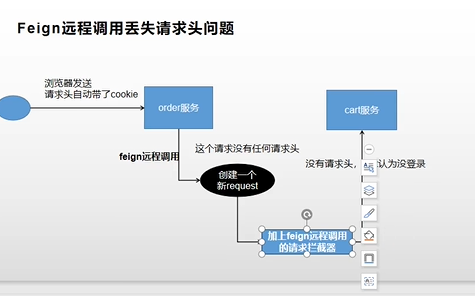 Feign远程调用丢失请求头问题
浏览器发送
请求头自动带了cookie
order服务
cart服务
feign远程调用
这个请求没有任何请求头
创建一个
新request
没有请求头，
认为没登录
加上feign远程调用
的请求拦截器